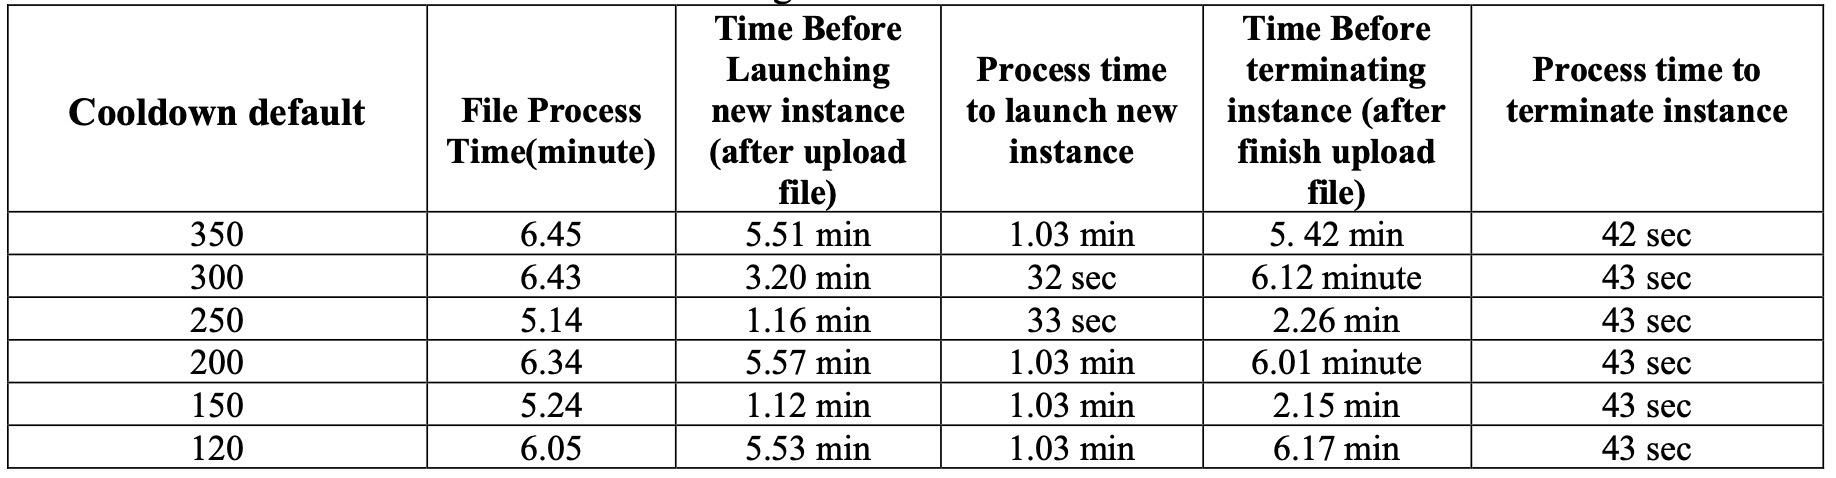 Cooldown default
File Process
Time(minute)
Time Before
Launching
new instance
(after upload
file)
Process time
to launch new
instance
Time Before
terminating
instance (after
finish upload
file)
Process time to
terminate instance
350 6.45 5.51 min 1.03 min 5. 42 min 42 sec
300 6.43 3.20 min 32 sec 6.12 minute 43 sec
250 5.14 1.16 min 33 sec 2.26 min 43 sec
200 6.34 5.57 min 1.03 min 6.01 minute 43 sec
150 5.24 1.12 min 1.03 min 2.15 min 43 sec
120 6.05 5.53 min 1.03 min 6.17 min 43 sec